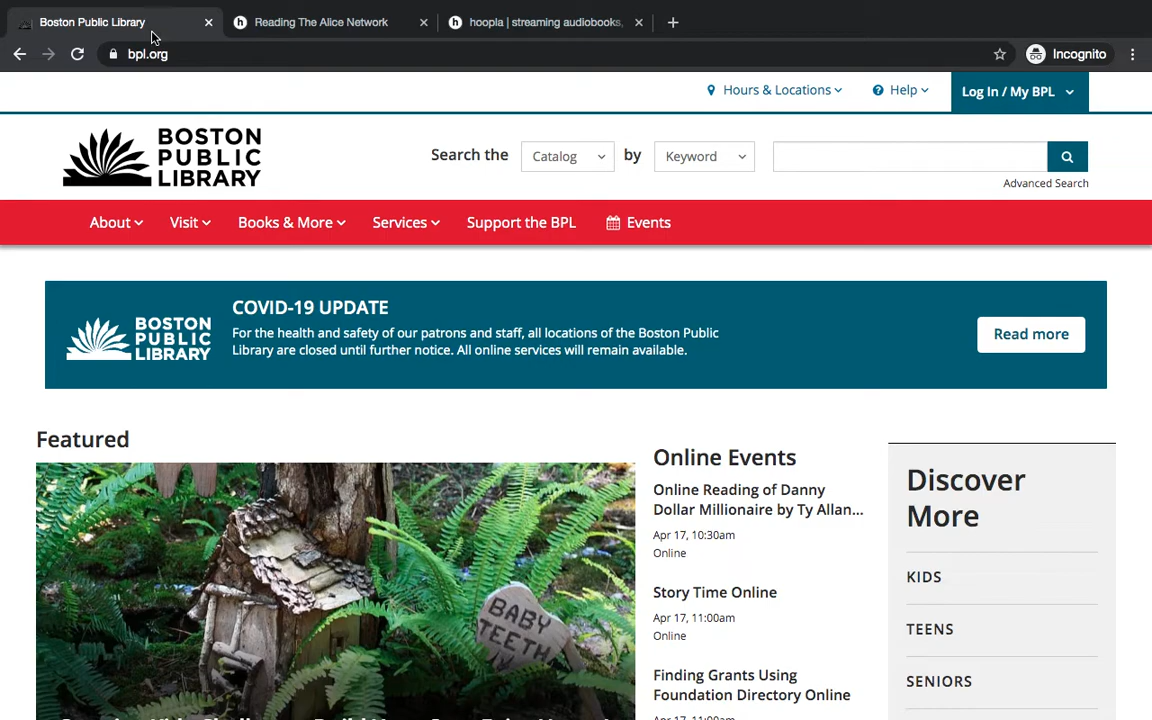 Boston Public Library
Reading The Alice Network
hoopla | streaming audiobooks,
bpl.org
Incognito
Hours & Locations
Help
Log In / My BPL
BOSTON
PUBLIC
LIBRARY
Search the
Catalog
by
Keyword
Advanced Search
About
Visit
Books & More
Services
Support the BPL
Events
BOSTON
PUBLIC
LIBRARY
COVID-19 UPDATE
For the health and safety of our patrons and staff, all locations of the Boston Public
Library are closed until further notice. All online services will remain available.
Read more
Featured
BABY
TEETH
Online Events
Online Reading of Danny
Dollar Millionaire by Ty Allan...
Apr 17, 10:30am
Online
Story Time Online
Apr 17, 11:00am
Online
Finding Grants Using
Foundation Directory Online
Apr 17, 11:00am
Discover
More
KIDS
TEENS
SENIORS